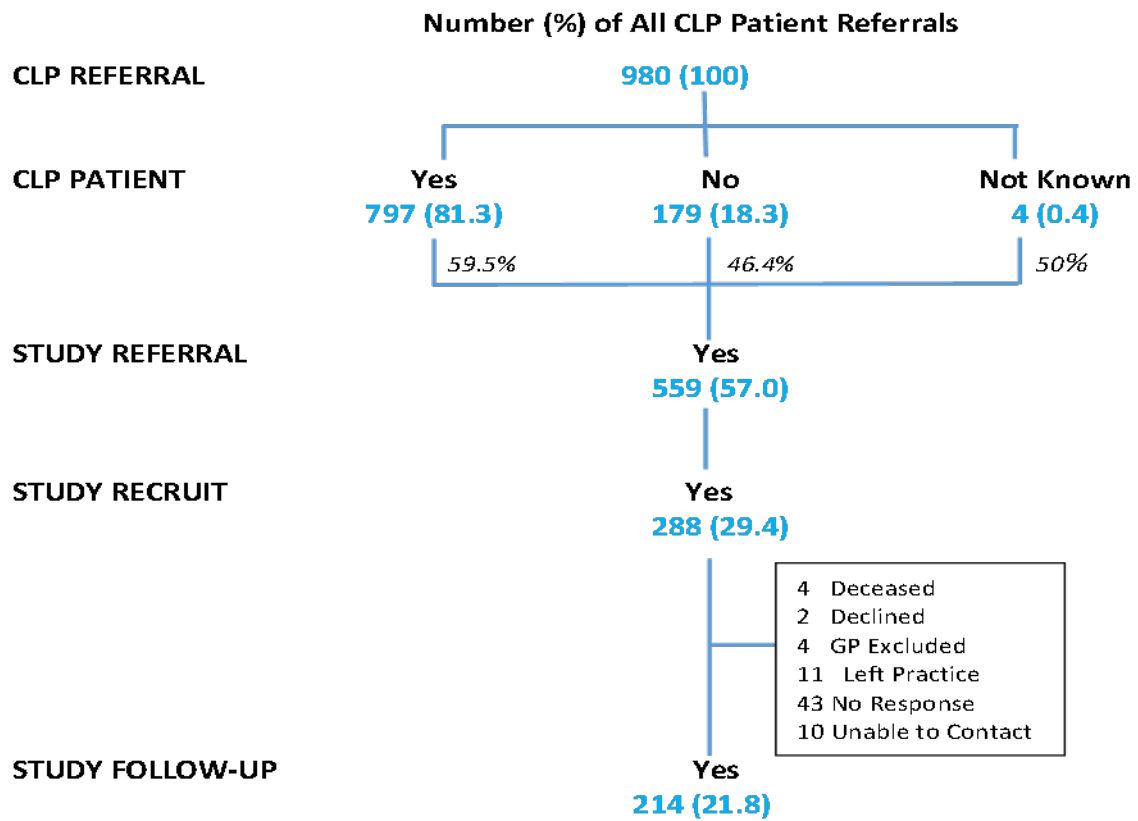 Number (%) of All CLP Patient Referrals
CLP REFERRAL
980 (100)
CLP PATIENT
Yes
No
Not Known
797 (81.3)
179 (18.3)
4 (0.4)
59.5%
46.4%
50%
STUDY REFERRAL
Yes
559 (57.0)
STUDY RECRUIT
Yes
288 (29.4)
4 Deceased
2 Declined
4 GP Excluded
11 Left Practice
43 No Response
10 Unable to Contact
STUDY FOLLOW-UP
Yes
214 (21.8)